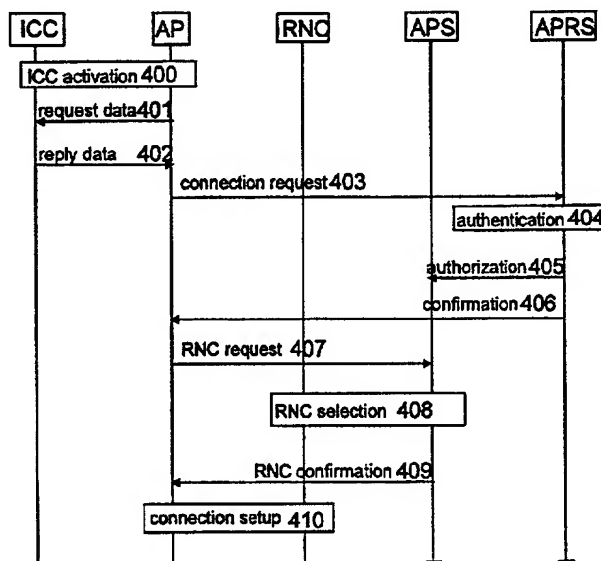 ICC AP RNC APS APRS
ICC activation 400
request data 401
reply data 402
connection request 403
authentication 404
authorization 405
confirmation 406
RNC request 407
RNC selection 408
RNC confirmation 409
connection setup 410